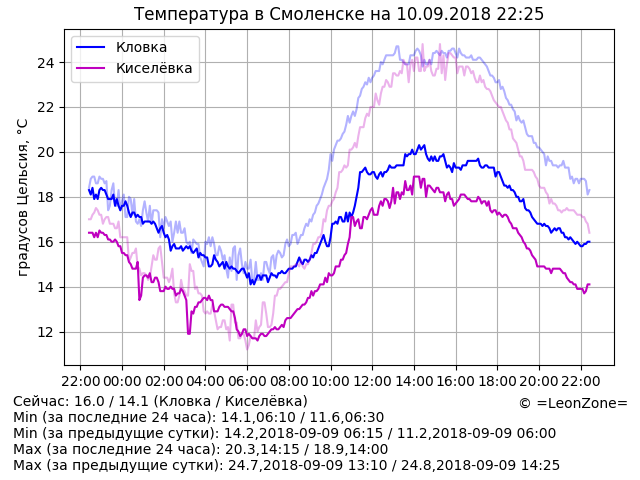 Температура в Смоленске на 10.09.2018 22:25
Кловка
Киселёвка
градусов Цельсия, °C
24
22
20
18
16
14
12
22:00 00:00 02:00 04:00 06:00 08:00 10:00 12:00 14:00 16:00 18:00 20:00 22:00
Сейчас: 16.0 / 14.1 (Кловка / Киселёвка)
© =LeonZone=
Min (за последние 24 часа): 14.1,06:10 / 11.6,06:30
Min (за предыдущие сутки): 14.2,2018-09-09 06:15 / 11.2,2018-09-09 06:00
Max (за последние 24 часа): 20.3,14:15 / 18.9,14:00
Max (за предыдущие сутки): 24.7,2018-09-09 13:10 / 24.8,2018-09-09 14:25